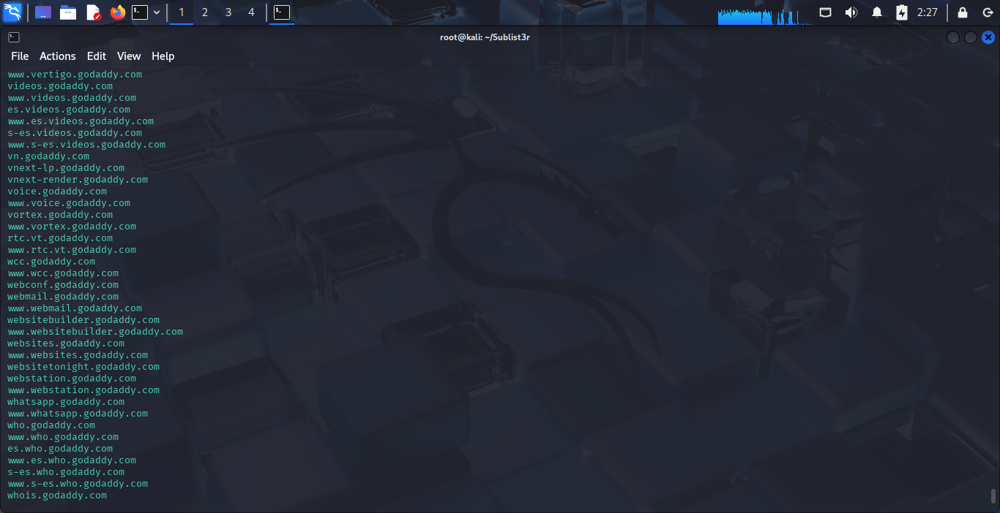 1 2 3 4 2:27
root@kali: ~/Sublist3r
File Actions Edit View Help
www.vertigo.godaddy.com
videos.godaddy.com
www.videos.godaddy.com
es.videos.godaddy.com
www.es.videos.godaddy.com
s-es.videos.godaddy.com
www.s-es.videos.godaddy.com
vn.godaddy.com
vnext-lp.godaddy.com
vnext-render.godaddy.com
voice.godaddy.com
www.voice.godaddy.com
vortex.godaddy.com
www.vortex.godaddy.com
rtc.vt.godaddy.com
www.rtc.vt.godaddy.com
wcc.godaddy.com
www.wcc.godaddy.com
webconf.godaddy.com
webmail.godaddy.com
www.webmail.godaddy.com
websitebuilder.godaddy.com
www.websitebuilder.godaddy.com
websites.godaddy.com
www.websites.godaddy.com
websitetonight.godaddy.com
webstation.godaddy.com
www.webstation.godaddy.com
whatsapp.godaddy.com
www.whatsapp.godaddy.com
who.godaddy.com
www.who.godaddy.com
es.who.godaddy.com
www.es.who.godaddy.com
s-es.who.godaddy.com
www.s-es.who.godaddy.com
whois.godaddy.com